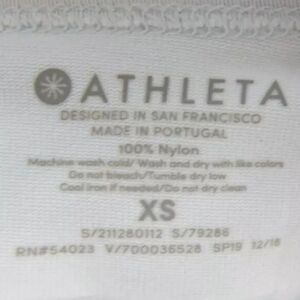 ATHLETA
DESIGNED IN SAN FRANCISCO
MADE IN PORTUGAL
100% Nylon
Machine wash cold/ Wash and dry with like colors
Do not bleach/Tumble dry low
Cool iron if needed/Do not dry clean
XS
S/211280112 S/79286
RN#54023 V/700036528 SP19 12/18